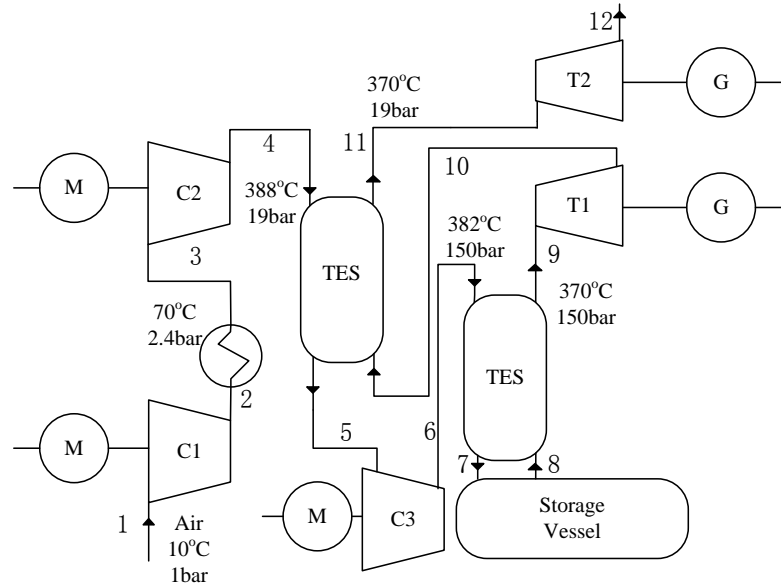 12
370°C
19bar
T2
G
4
11
10
M
C2
388°C
19bar
T1
G
382°C
150bar
3
TES
9
70°C
2.4bar
370°C
150bar
2
TES
M
C1
5
6
7
8
1
Air
10°C
1bar
M
C3
Storage
Vessel